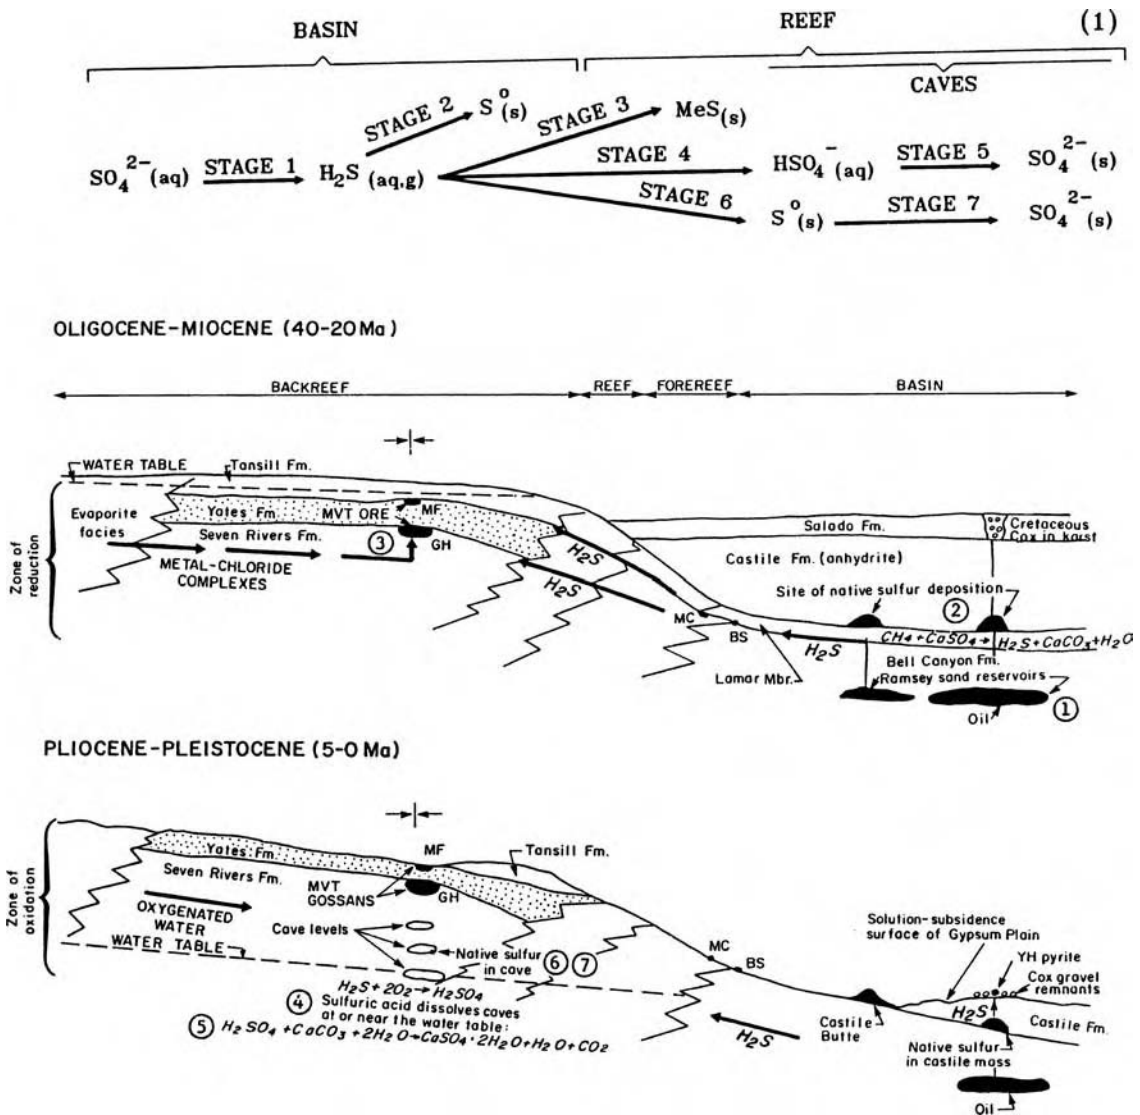 BASIN
REEF
(1)
CAVES
STAGE 2
S°(s)
STAGE 3
MeS(s)
SO₄²⁻(aq)
STAGE 1
H₂S(aq,g)
STAGE 4
HSO₄⁻(aq)
STAGE 5
SO₄²⁻(s)
STAGE 6
S°(s)
STAGE 7
SO₄²⁻(s)
OLIGOCENE-MIOCENE (40-20 Ma)
BACKREEF
REEF
FOREREEF
BASIN
WATER TABLE
Tansill Fm.
Zone of
reduction
Evaporite
facies
Yates Fm.
MVT ORE
MF
Seven Rivers Fm.
③
GH
METAL-CHLORIDE
COMPLEXES
H₂S
H₂S
Salado Fm.
Cretaceous
Cox in karst
Castile Fm. (anhydrite)
Site of native sulfur deposition
②
MC
BS
H₂S
CH₄+CaSO₄→H₂S+CaCO₃+H₂O
Lamar Mbr.
Bell Canyon Fm.
Ramsey sand reservoirs
Oil
①
PLIOCENE-PLEISTOCENE (5-0 Ma)
Zone of
oxidation
Yates Fm.
MF
Tansill Fm.
Seven Rivers Fm.
MVT
GOSSANS
GH
OXYGENATED
WATER
WATER TABLE
Cave levels
Native sulfur
in cave
⑥ ⑦
H₂S+2O₂→H₂SO₄
④ Sulfuric acid dissolves caves
at or near the water table:
⑤ H₂SO₄+CaCO₃+2H₂O→CaSO₄·2H₂O+H₂O+CO₂
MC
BS
H₂S
Solution-subsidence
surface of Gypsum Plain
YH pyrite
Cox gravel
remnants
H₂S
Castile Fm.
Castile
Butte
Native sulfur
in castile mass
Oil